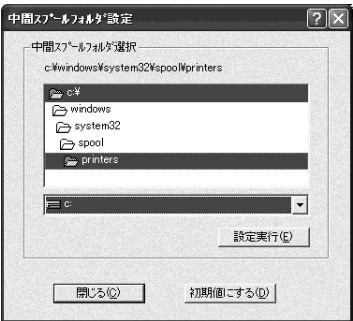 中間ｽﾌﾟｰﾙﾌｫﾙﾀﾞ設定
中間ｽﾌﾟｰﾙﾌｫﾙﾀﾞ選択
c:¥windows¥system32¥spool¥printers
c:¥
windows
system32
spool
printers
c:
設定実行(E)
閉じる(C)
初期値にする(D)